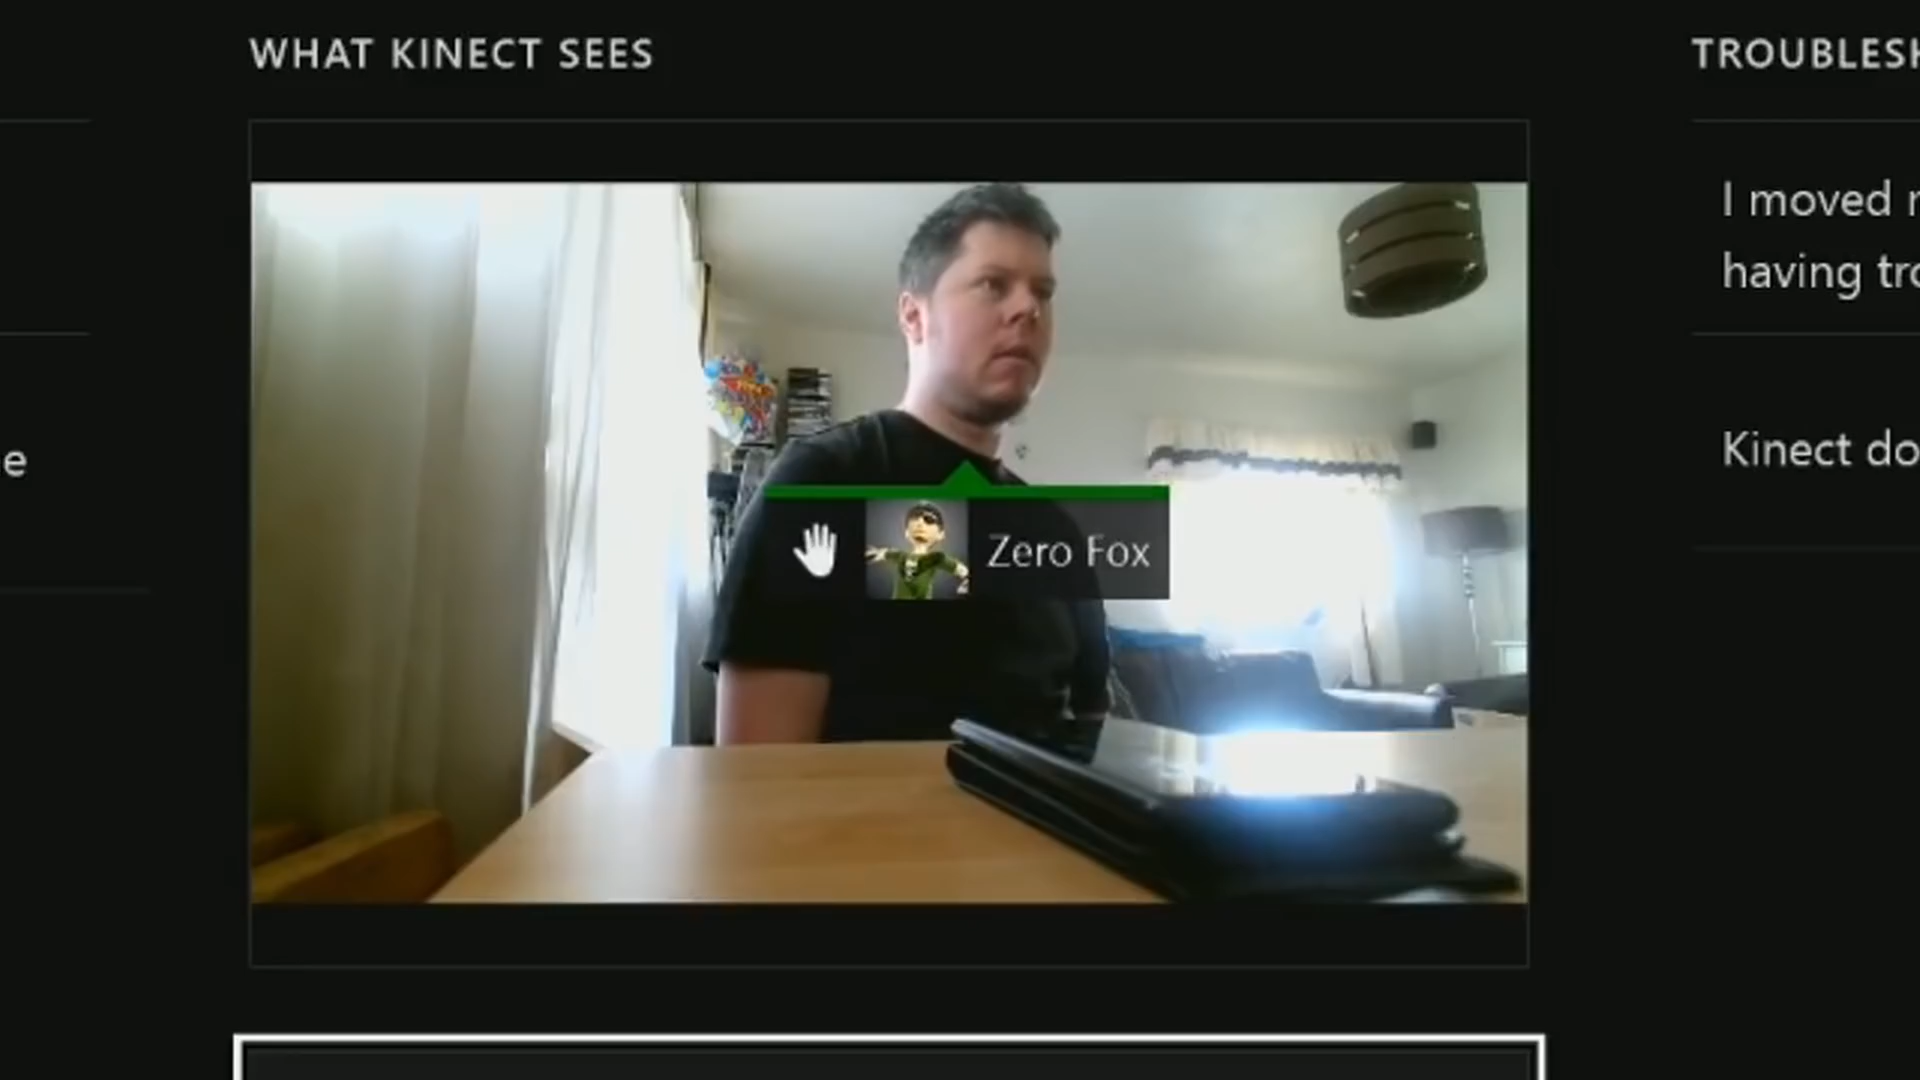 WHAT KINECT SEES
TROUBLESH
I moved
having tro
e
Kinect do
Zero Fox